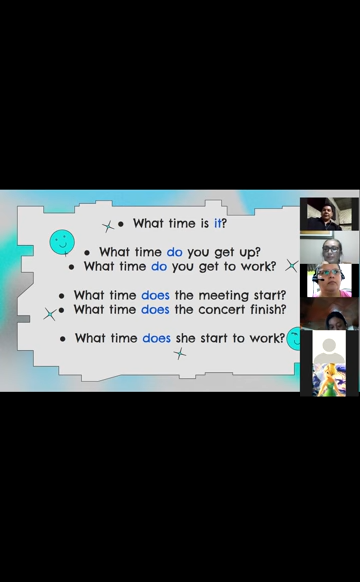 What time is it?
What time do you get up?
What time do you get to work?
What time does the meeting start?
What time does the concert finish?
What time does she start to work?